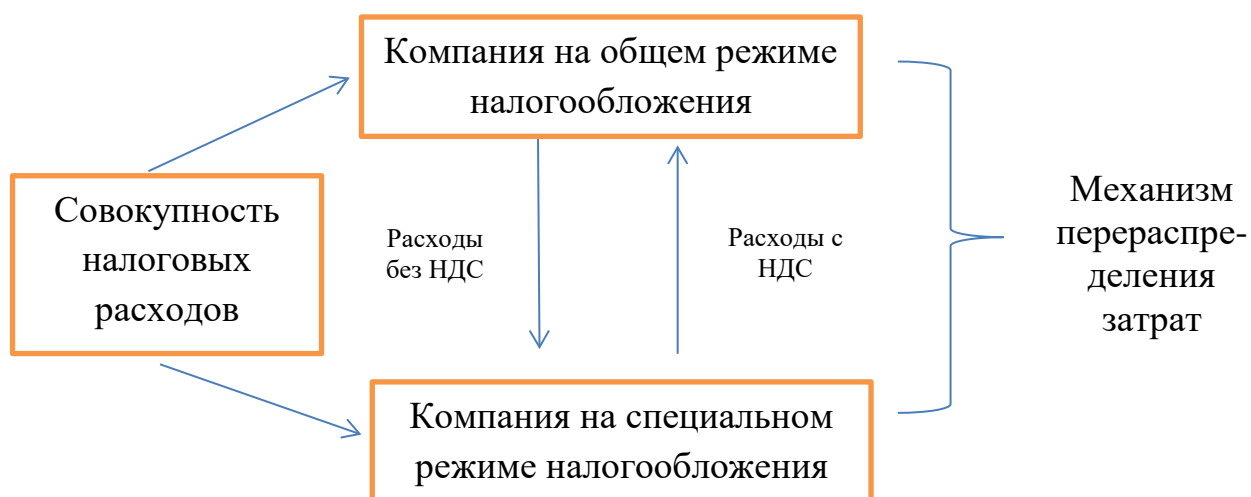 Компания на общем режиме
налогообложения
Совокупность
налоговых
расходов
Расходы
без НДС
Расходы с
НДС
Механизм
перераспре-
деления
затрат
Компания на специальном
режиме налогообложения